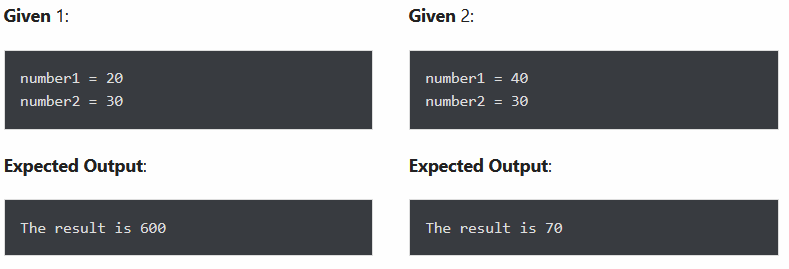 Given 1:
number1 = 20
number2 = 30
Expected Output:
The result is 600
Given 2:
number1 = 40
number2 = 30
Expected Output:
The result is 70